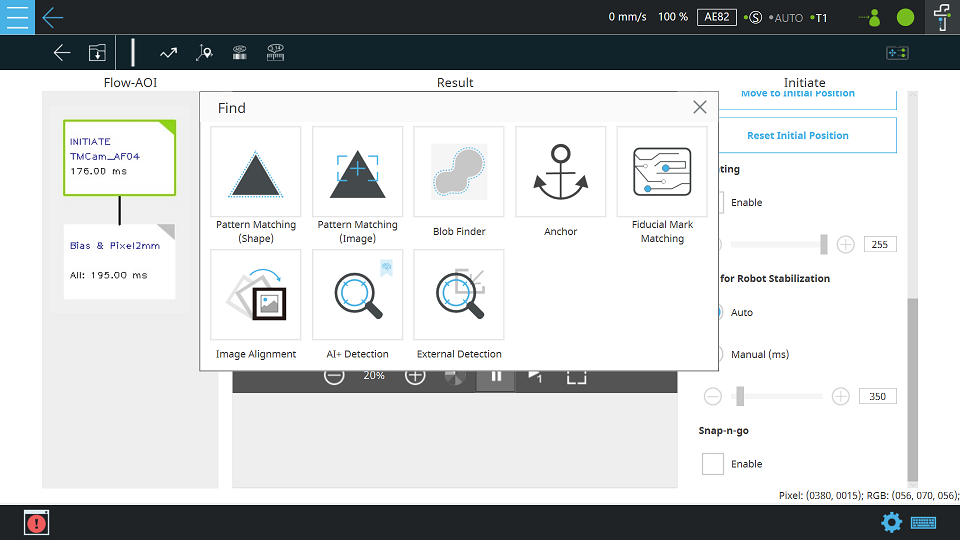 0 mm/s 100 % AE82 S AUTO T1
Flow-AOI
Result
Initiate
INITIATE
TMCam_AF04
176.00 ms
Bias & Pixel2mm
All: 195.00 ms
Find
Pattern Matching
(Shape)
Pattern Matching
(Image)
Blob Finder
Anchor
Fiducial Mark
Matching
Image Alignment
AI+ Detection
External Detection
20%
1
Move to Initial Position
Reset Initial Position
ting
Enable
255
for Robot Stabilization
Auto
Manual (ms)
350
Snap-n-go
Enable
Pixel: (0380, 0015); RGB: (056, 070, 056);